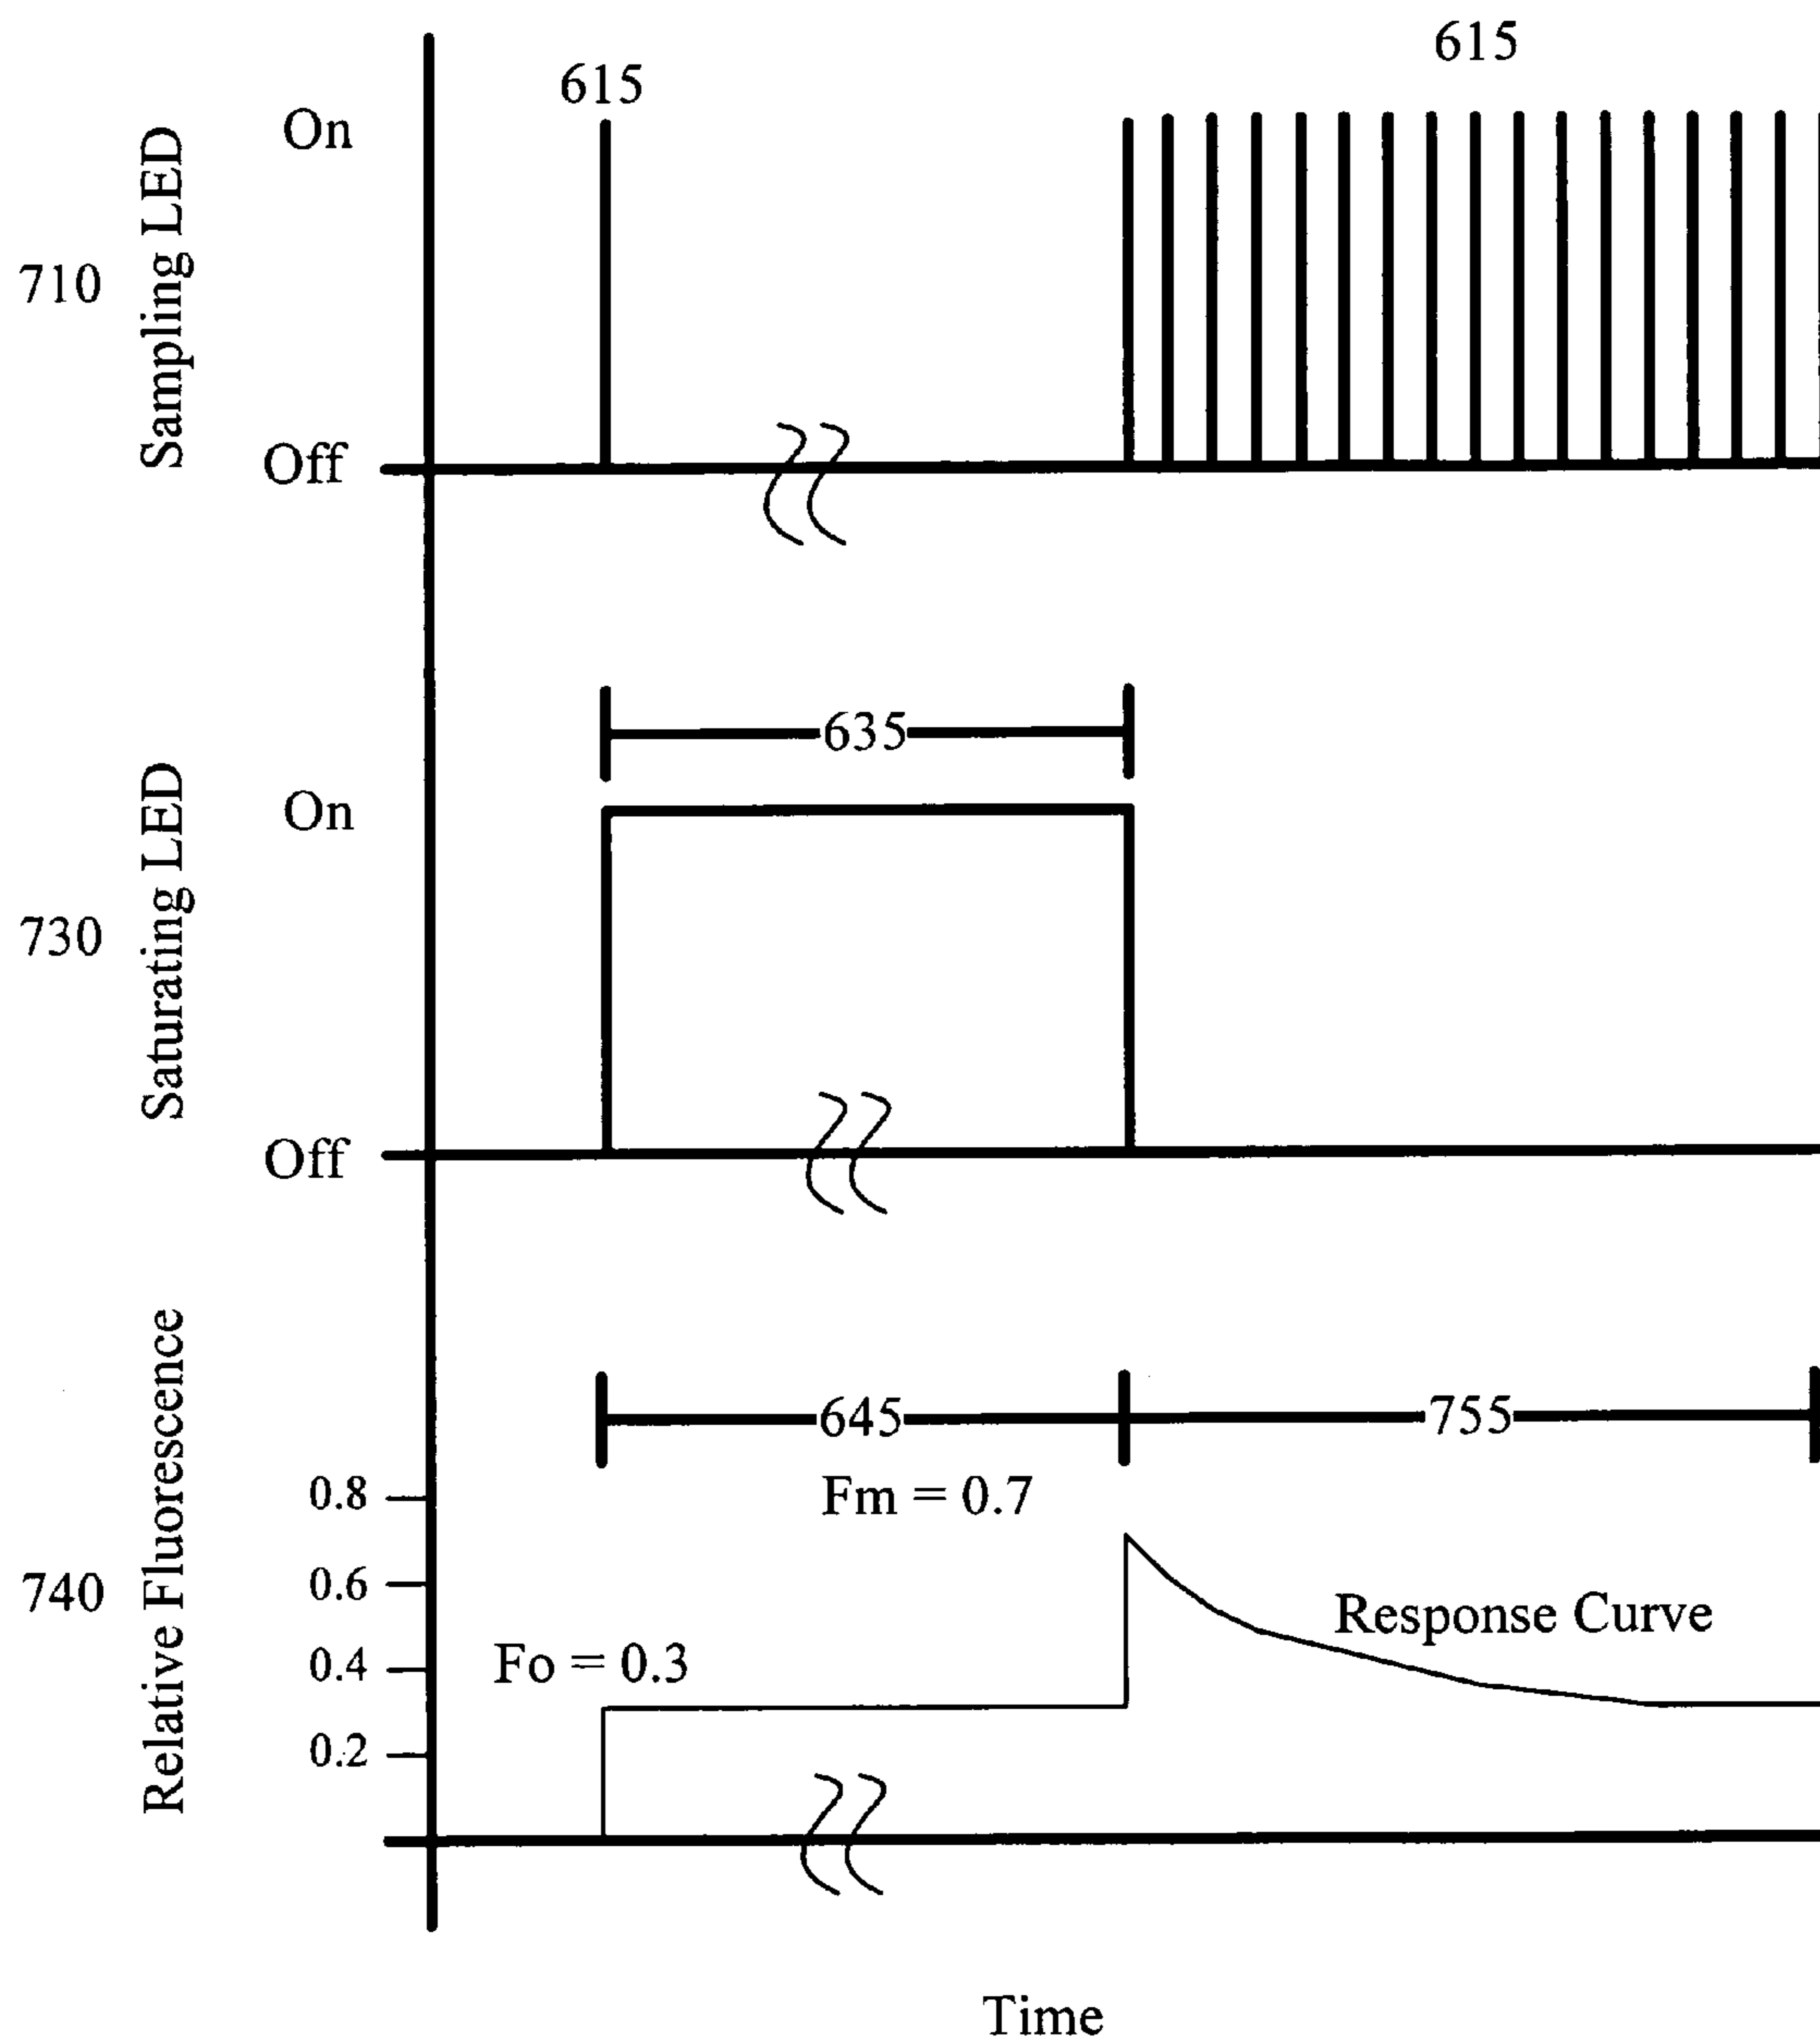 615
615
On
710
Sampling LED
Off
635
On
730
Saturating LED
Off
645
755
0.8
Fm = 0.7
0.6
740
Relative Fluorescence
Response Curve
Fo = 0.3
0.4
0.2
Time